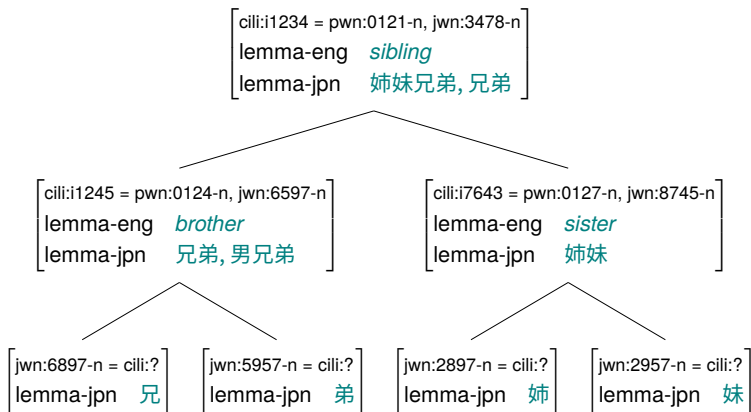 cili:i1234 = pwn:0121-n, jwn:3478-n
lemma-eng sibling
lemma-jpn 姉妹兄弟, 兄弟
cili:i1245 = pwn:0124-n, jwn:6597-n
lemma-eng brother
lemma-jpn 兄弟, 男兄弟
cili:i7643 = pwn:0127-n, jwn:8745-n
lemma-eng sister
lemma-jpn 姉妹
jwn:6897-n = cili:?
lemma-jpn 兄
jwn:5957-n = cili:?
lemma-jpn 弟
jwn:2897-n = cili:?
lemma-jpn 姉
jwn:2957-n = cili:?
lemma-jpn 妹